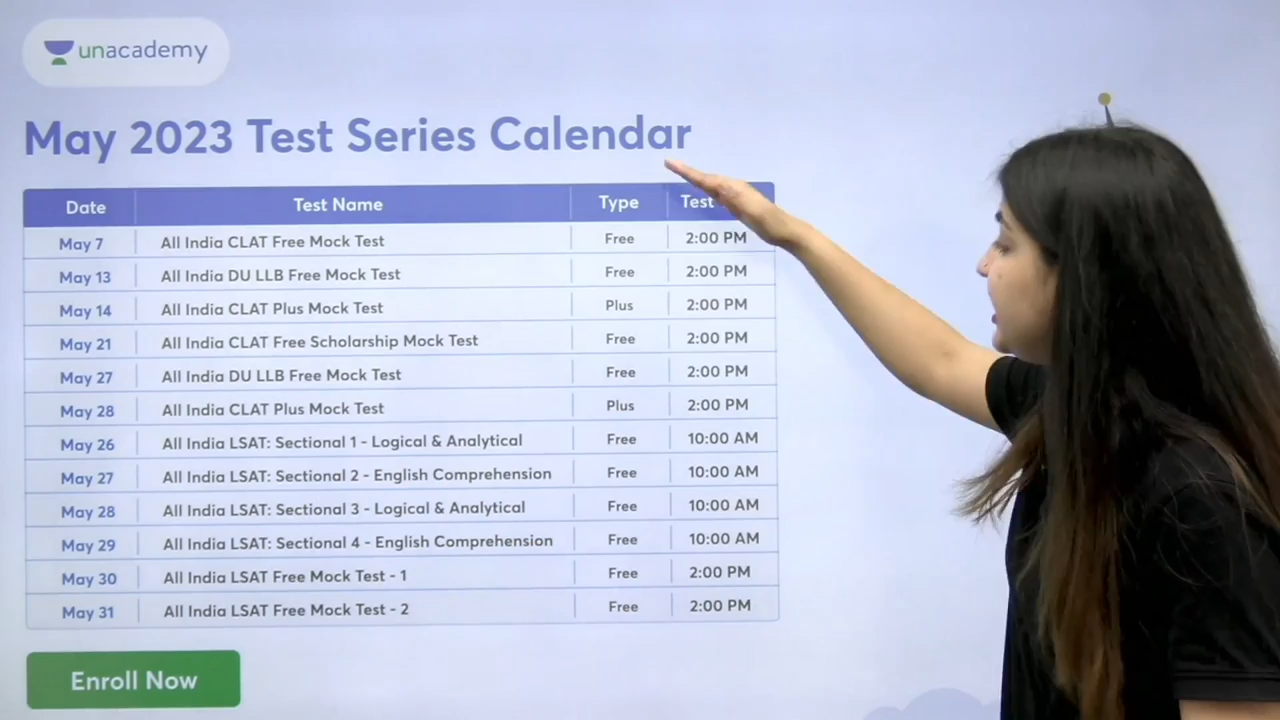 unacademy
May 2023 Test Series Calendar
Date Test Name Type Test
May 7 All India CLAT Free Mock Test Free 2:00 PM
May 13 All India DU LLB Free Mock Test Free 2:00 PM
May 14 All India CLAT Plus Mock Test Plus 2:00 PM
May 21 All India CLAT Free Scholarship Mock Test Free 2:00 PM
May 27 All India DU LLB Free Mock Test Free 2:00 PM
May 28 All India CLAT Plus Mock Test Plus 2:00 PM
May 26 All India LSAT: Sectional 1 - Logical & Analytical Free 10:00 AM
May 27 All India LSAT: Sectional 2 - English Comprehension Free 10:00 AM
May 28 All India LSAT: Sectional 3 - Logical & Analytical Free 10:00 AM
May 29 All India LSAT: Sectional 4 - English Comprehension Free 10:00 AM
May 30 All India LSAT Free Mock Test - 1 Free 2:00 PM
May 31 All India LSAT Free Mock Test - 2 Free 2:00 PM
Enroll Now